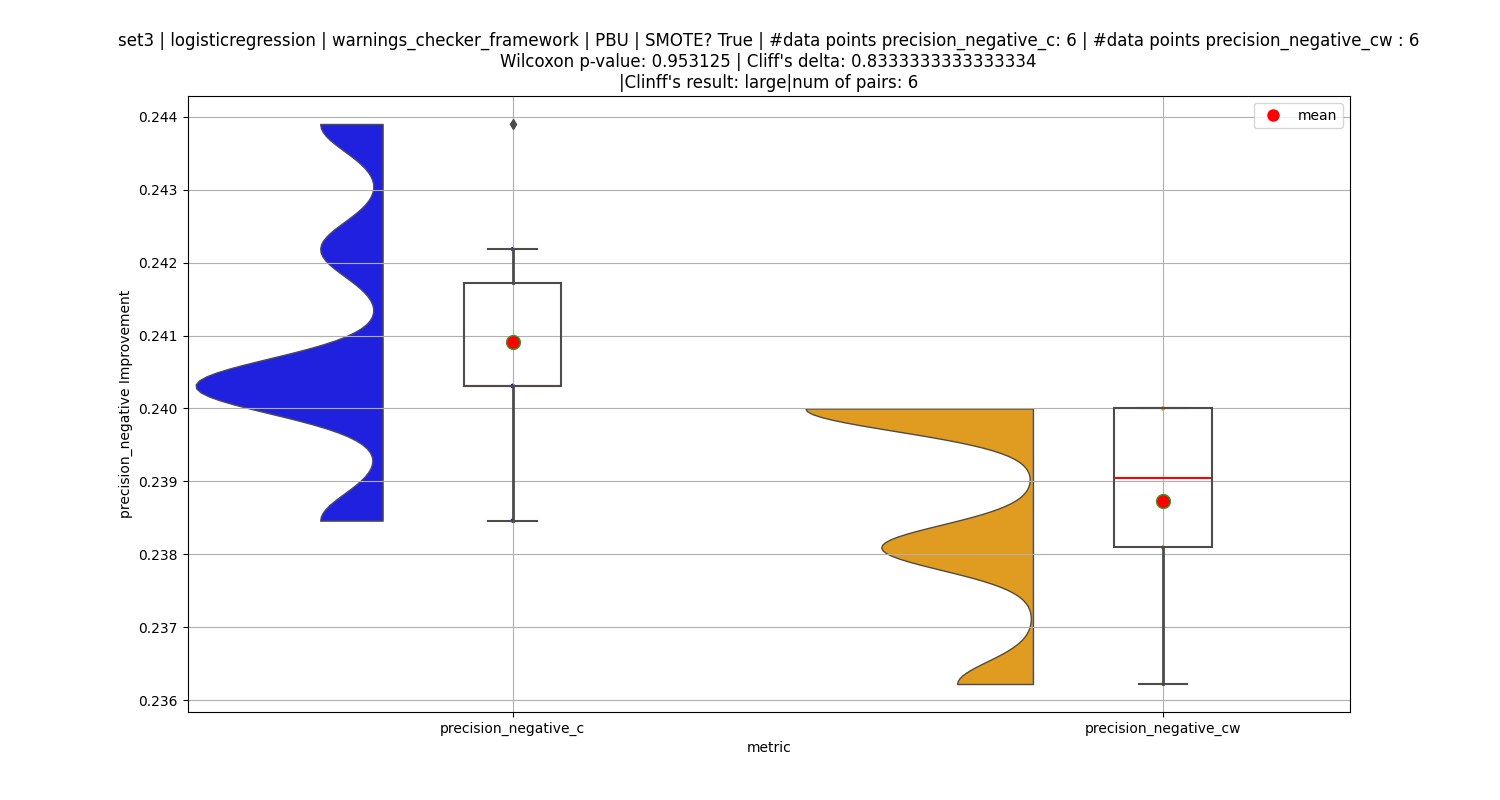 set3 | logisticregression | warnings_checker_framework | PBU | SMOTE? True | #data points precision_negative_c: 6 | #data points precision_negative_cw : 6
Wilcoxon p-value: 0.953125 | Cliff's delta: 0.8333333333333334
|Clinff's result: large|num of pairs: 6
mean
0.244
0.243
0.242
0.241
0.240
0.239
0.238
0.237
0.236
precision_negative Improvement
precision_negative_c
precision_negative_cw
metric